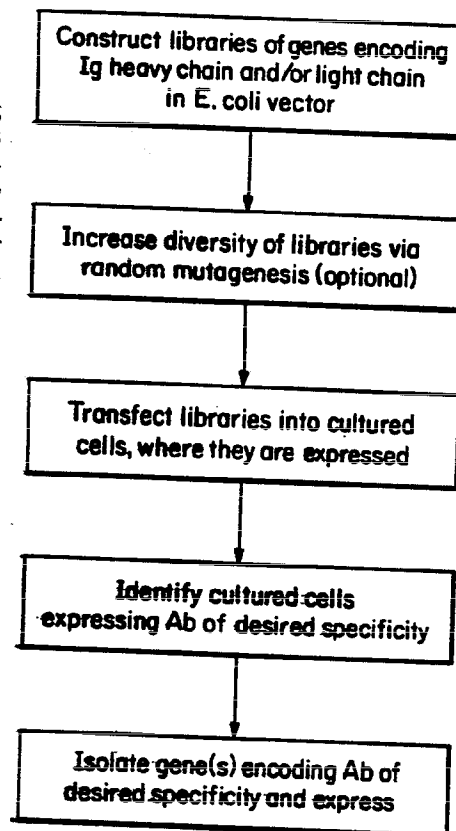 Construct libraries of genes encoding
Ig heavy chain and/or light chain
in E. coli vector
Increase diversity of libraries via
random mutagenesis (optional)
Transfect libraries into cultured
cells, where they are expressed
Identify cultured cells
expressing Ab of desired specificity
Isolate gene(s) encoding Ab of
desired specificity and express